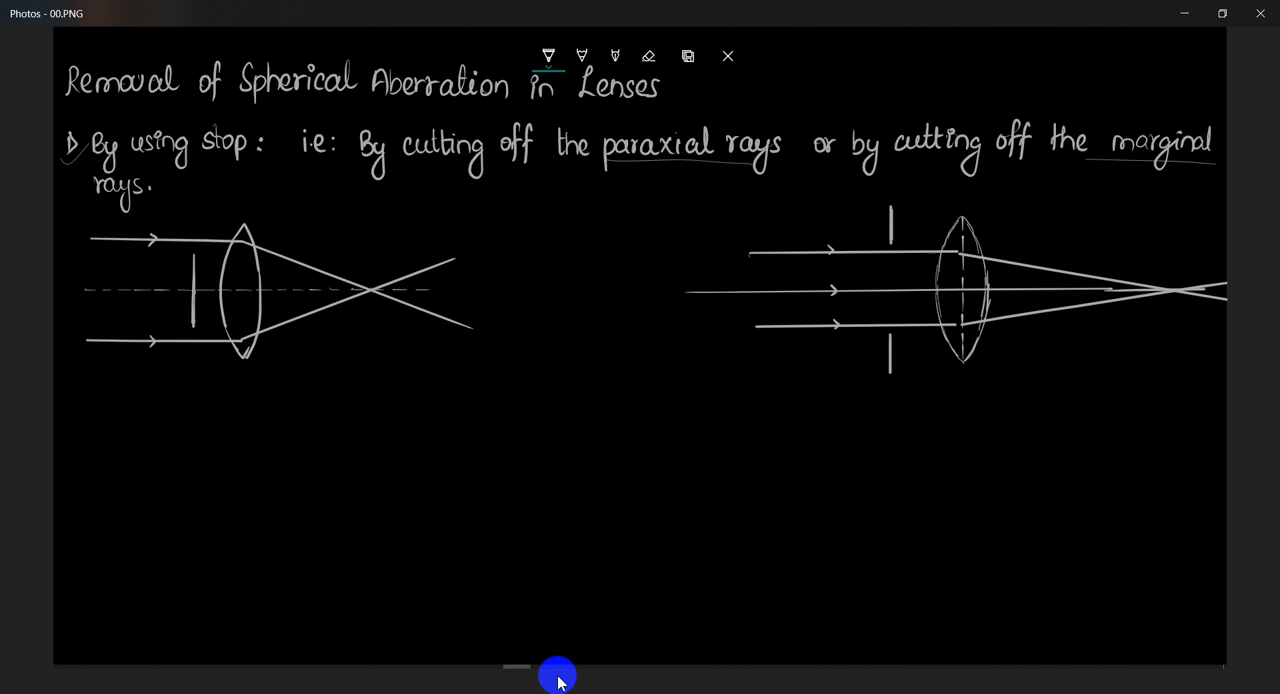 Photos - 00.PNG
Removal of Spherical Aberration in Lenses
1) By using stop: i.e: By cutting off the paraxial rays or by cutting off the marginal
rays.